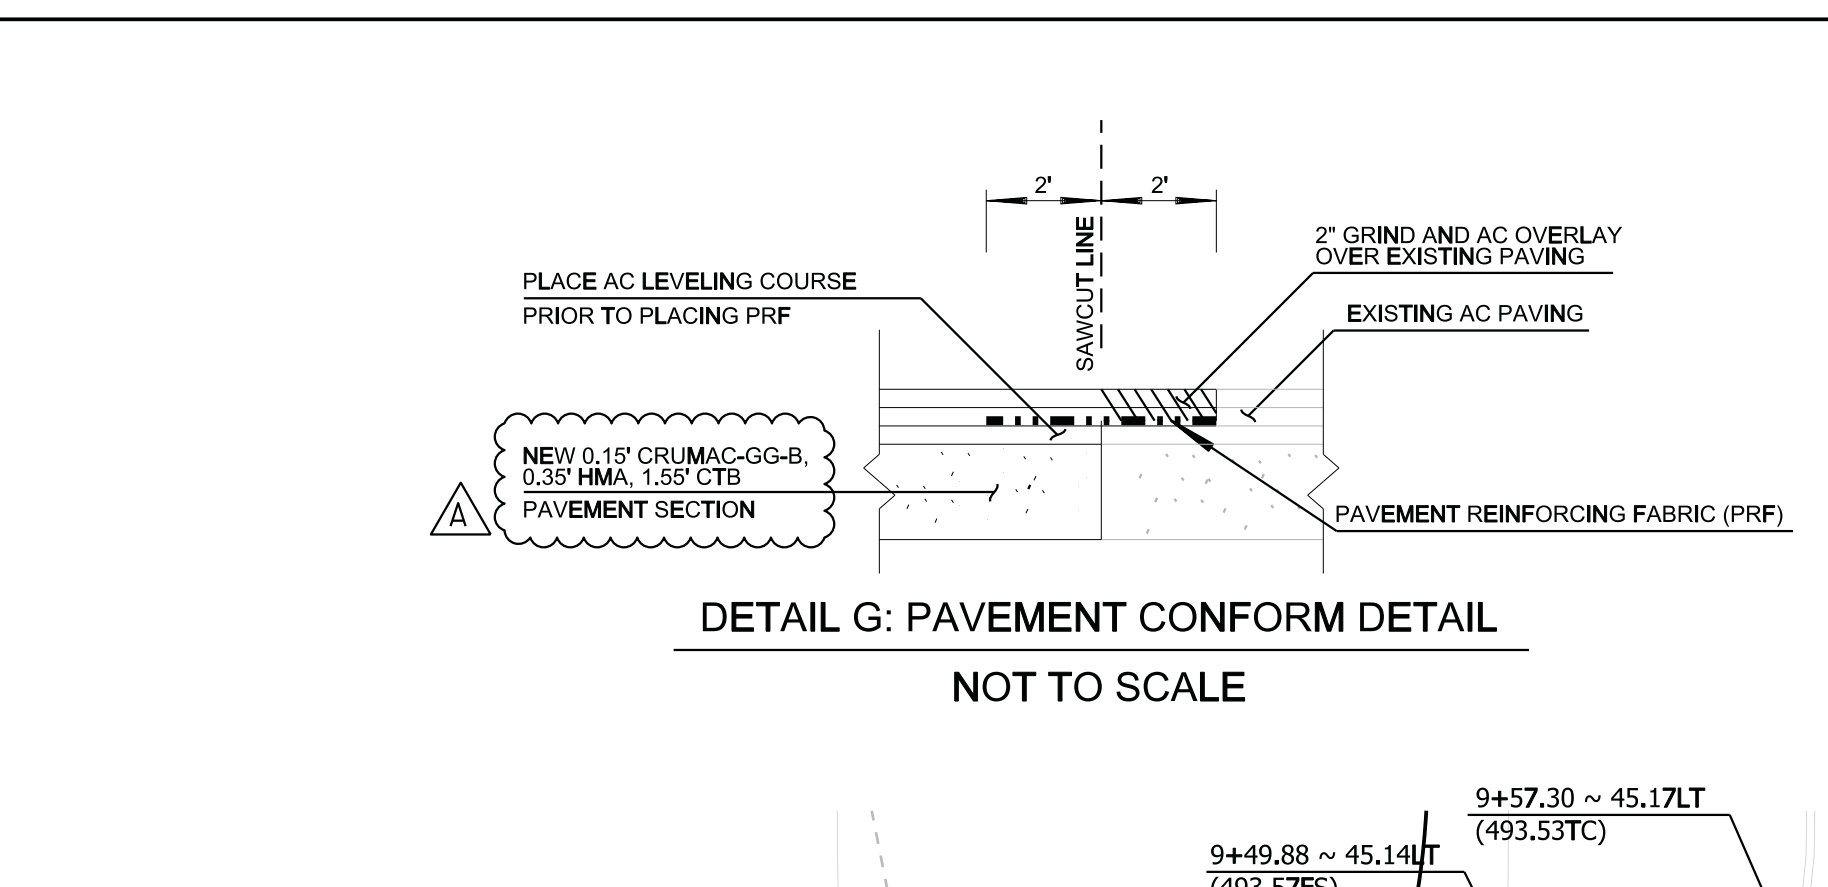 2'
2'
SAWCUT LINE
2" GRIND AND AC OVERLAY
OVER EXISTING PAVING
PLACE AC LEVELING COURSE
PRIOR TO PLACING PRF
EXISTING AC PAVING
NEW 0.15' CRUMAC-GG-B,
0.35' HMA, 1.55' CTB
PAVEMENT SECTION
A
PAVEMENT REINFORCING FABRIC (PRF)
DETAIL G: PAVEMENT CONFORM DETAIL
NOT TO SCALE
9+57.30 ~ 45.17LT
(493.53TC)
9+49.88 ~ 45.14LT